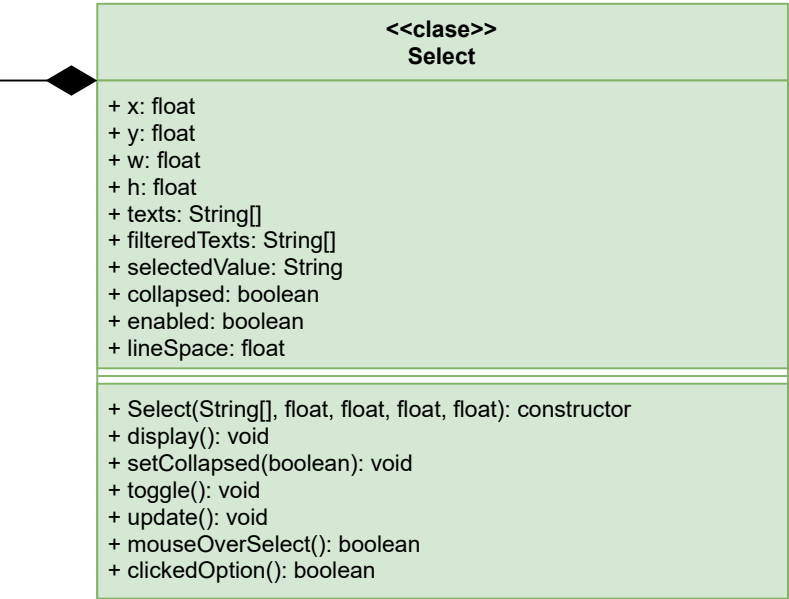 <<clase>>
Select
+ x: float
+ y: float
+ w: float
+ h: float
+ texts: String[]
+ filteredTexts: String[]
+ selectedValue: String
+ collapsed: boolean
+ enabled: boolean
+ lineSpace: float
+ Select(String[], float, float, float, float): constructor
+ display(): void
+ setCollapsed(boolean): void
+ toggle(): void
+ update(): void
+ mouseOverSelect(): boolean
+ clickedOption(): boolean